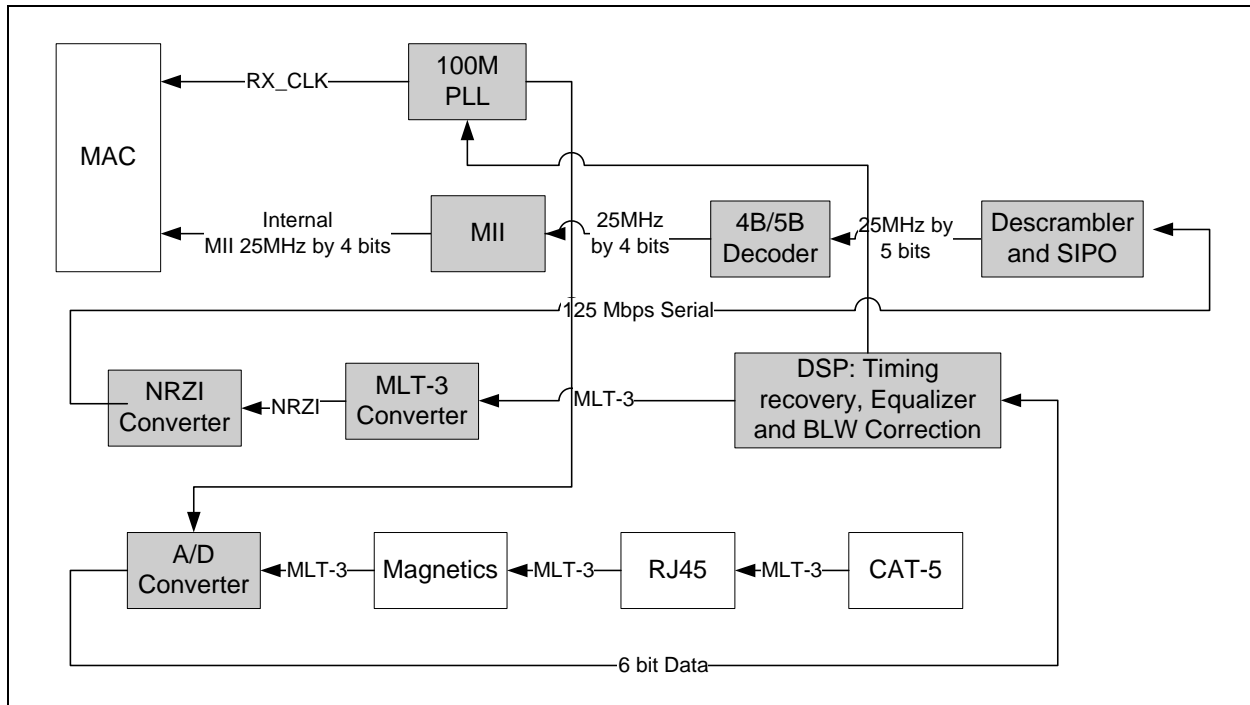 100M
PLL
RX_CLK
MAC
Internal
MII 25MHz by 4 bits
MII
25MHz
by 4 bits
4B/5B
Decoder
25MHz by
5 bits
Descrambler
and SIPO
125 Mbps Serial
NRZI
Converter
NRZI
MLT-3
Converter
MLT-3
DSP: Timing
recovery, Equalizer
and BLW Correction
A/D
Converter
MLT-3
Magnetics
MLT-3
RJ45
MLT-3
CAT-5
6 bit Data